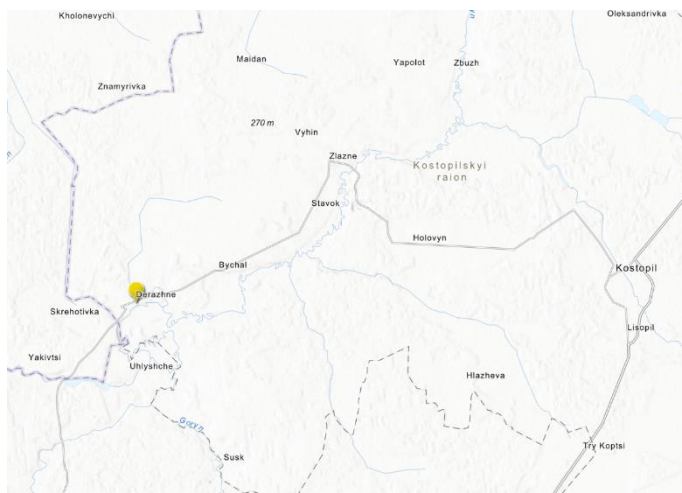 Kholonevychi
Oleksandrivka
Maidan
Yapolot
Zbuzh
Znamyrivka
270 m
Vyhin
Zlazne
Kostopilskyi
raion
Stavok
Holovyn
Bychal
Kostopil
Derazhne
Skrehotivka
Lisopil
Yakivtsi
Uhlyshche
Hlazheva
Try Koptsi
Susk